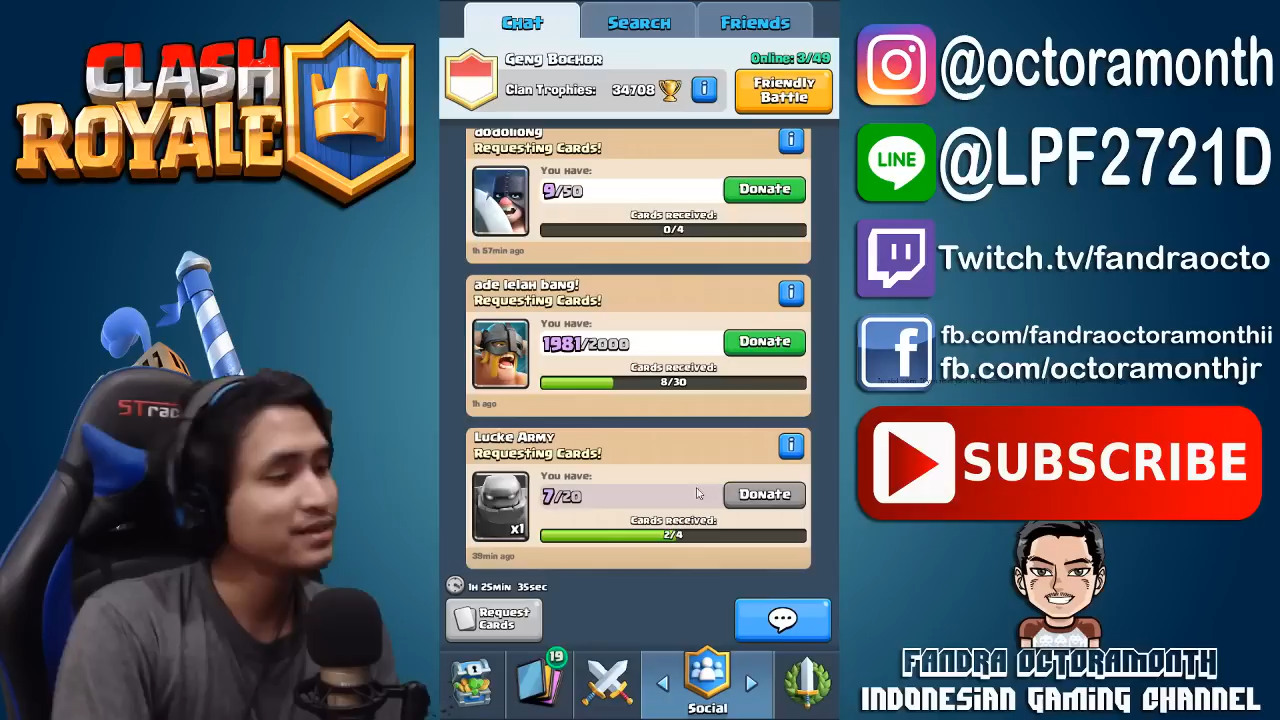 CLASH
ROYALE
STrac
Chat
Search
Friends
Geng Bochor
Online: 3/49
Clan Trophies: 34708
i
Friendly
Battle
dodoliong
Requesting Cards!
i
You have:
9/50
Donate
Cards received:
0/4
1h 57min ago
ade lelah bang!
Requesting Cards!
i
You have:
1981/2000
Donate
Cards received:
8/30
1h ago
Lucke Army
Requesting Cards!
i
You have:
7/20
Donate
x1
Cards received:
2/4
39min ago
1h 25min 35sec
Request
Cards
1
19
Social
@octoramonth
LINE
@LPF2721D
Twitch.tv/fandraocto
f
fb.com/fandraoctoramonthii
fb.com/octoramonthjr
SUBSCRIBE
FANDRA OCTORAMONTH
INDONESIAN GAMING CHANNEL